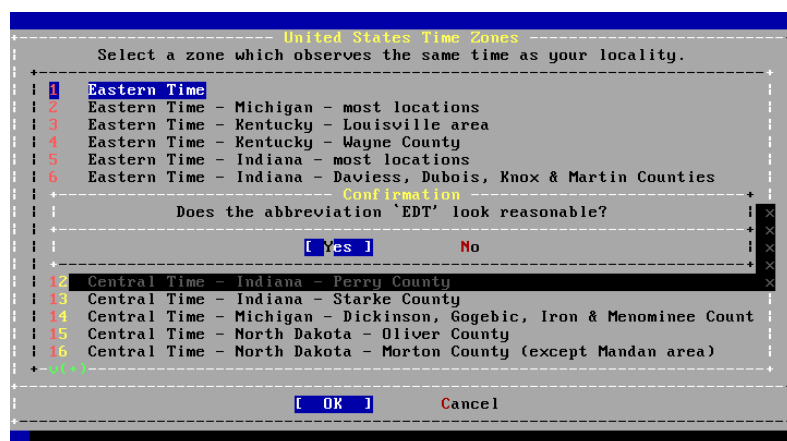 United States Time Zones
Select a zone which observes the same time as your locality.
1 Eastern Time
2 Eastern Time - Michigan - most locations
3 Eastern Time - Kentucky - Louisville area
4 Eastern Time - Kentucky - Wayne County
5 Eastern Time - Indiana - most locations
6 Eastern Time - Indiana - Daviess, Dubois, Knox & Martin Counties
Confirmation
Does the abbreviation `EDT' look reasonable?
[ Yes ] No
12 Central Time - Indiana - Perry County
13 Central Time - Indiana - Starke County
14 Central Time - Michigan - Dickinson, Gogebic, Iron & Menominee Count
15 Central Time - North Dakota - Oliver County
16 Central Time - North Dakota - Morton County (except Mandan area)
v(+)
[ OK ] Cancel